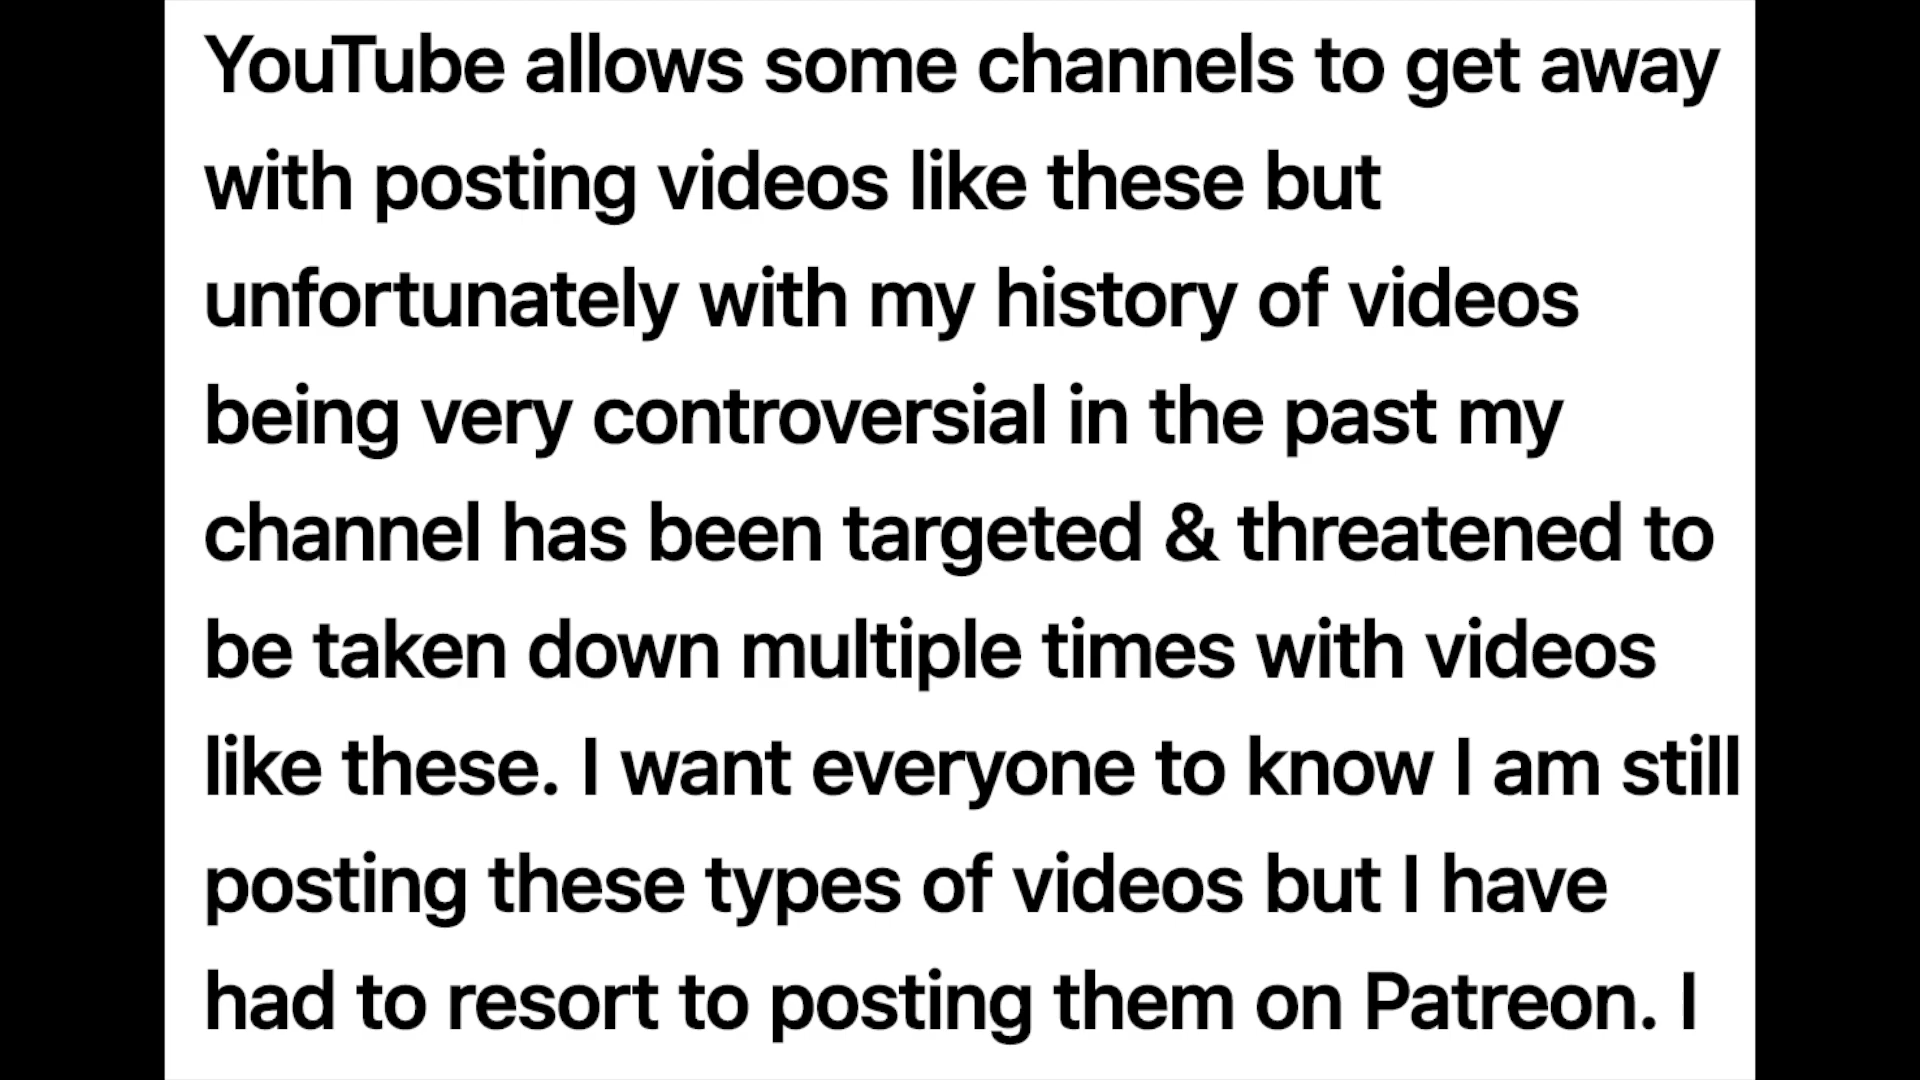 YouTube allows some channels to get away
with posting videos like these but
unfortunately with my history of videos
being very controversial in the past my
channel has been targeted & threatened to
be taken down multiple times with videos
like these. I want everyone to know I am still
posting these types of videos but I have
had to resort to posting them on Patreon. I